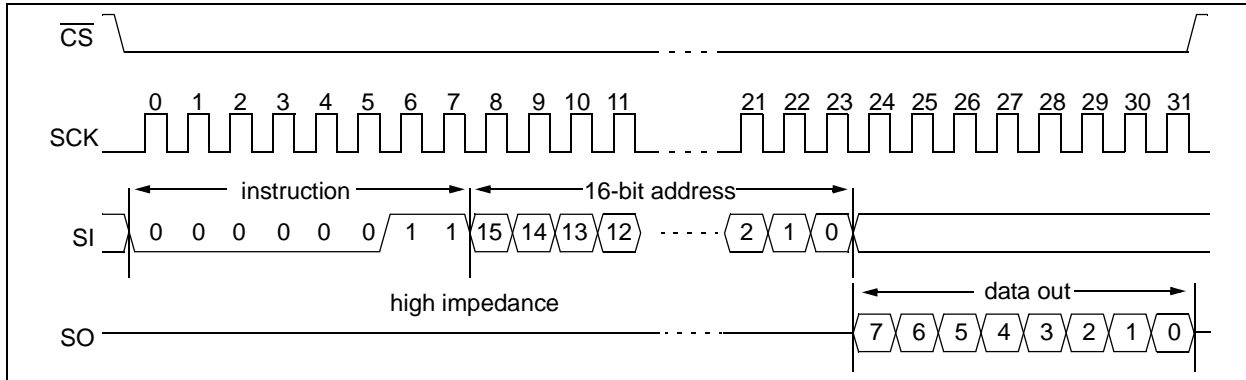 CS
0 1 2 3 4 5 6 7 8 9 10 11 21 22 23 24 25 26 27 28 29 30 31
SCK
instruction 16-bit address
SI 0 0 0 0 0 0 1 1 15 14 13 12 2 1 0
high impedance data out
SO 7 6 5 4 3 2 1 0